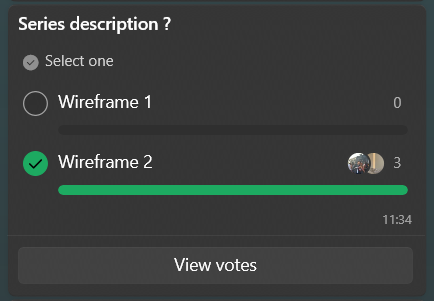 Series description ?
Select one
Wireframe 1 0
Wireframe 2 3
11:34
View votes